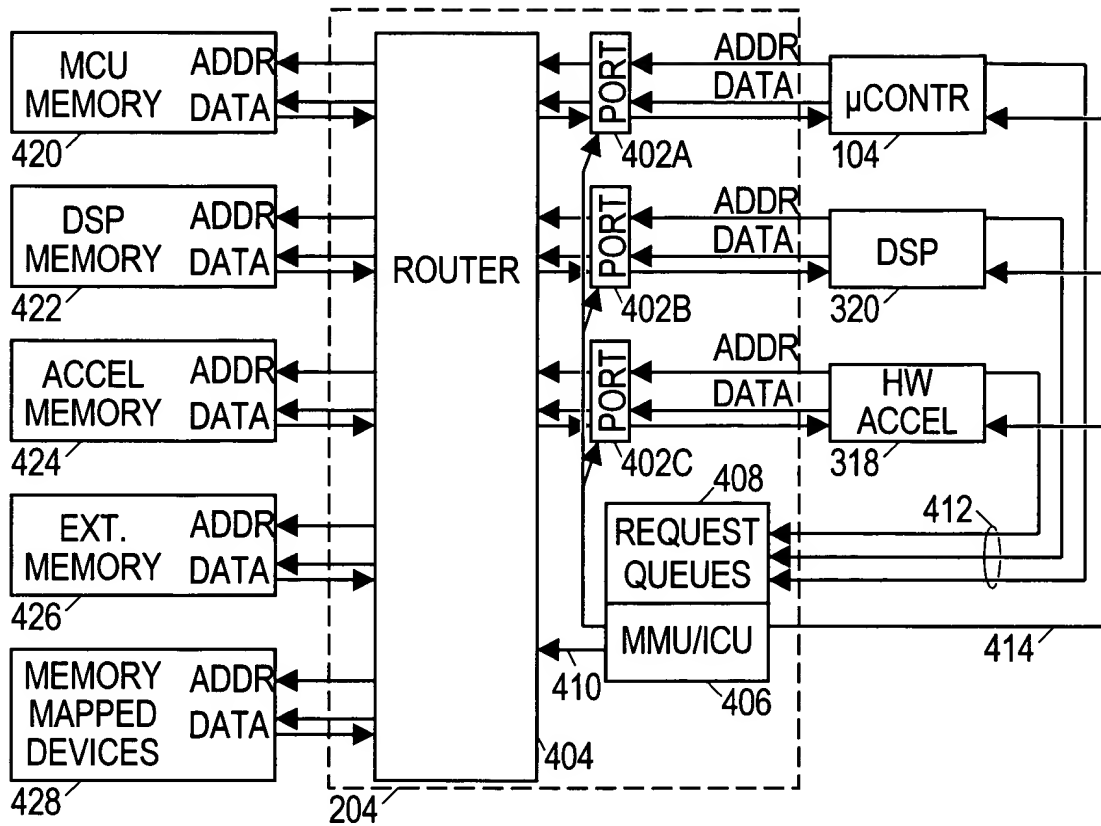 MCU MEMORY
ADDR
DATA
420
DSP MEMORY
ADDR
DATA
422
ACCEL MEMORY
ADDR
DATA
424
EXT. MEMORY
ADDR
DATA
426
MEMORY MAPPED DEVICES
ADDR
DATA
428
ROUTER
404
204
PORT
402A
PORT
402B
PORT
402C
ADDR
DATA
µCONTR
104
ADDR
DATA
DSP
320
ADDR
DATA
HW ACCEL
318
408
REQUEST QUEUES
MMU/ICU
406
410
412
414